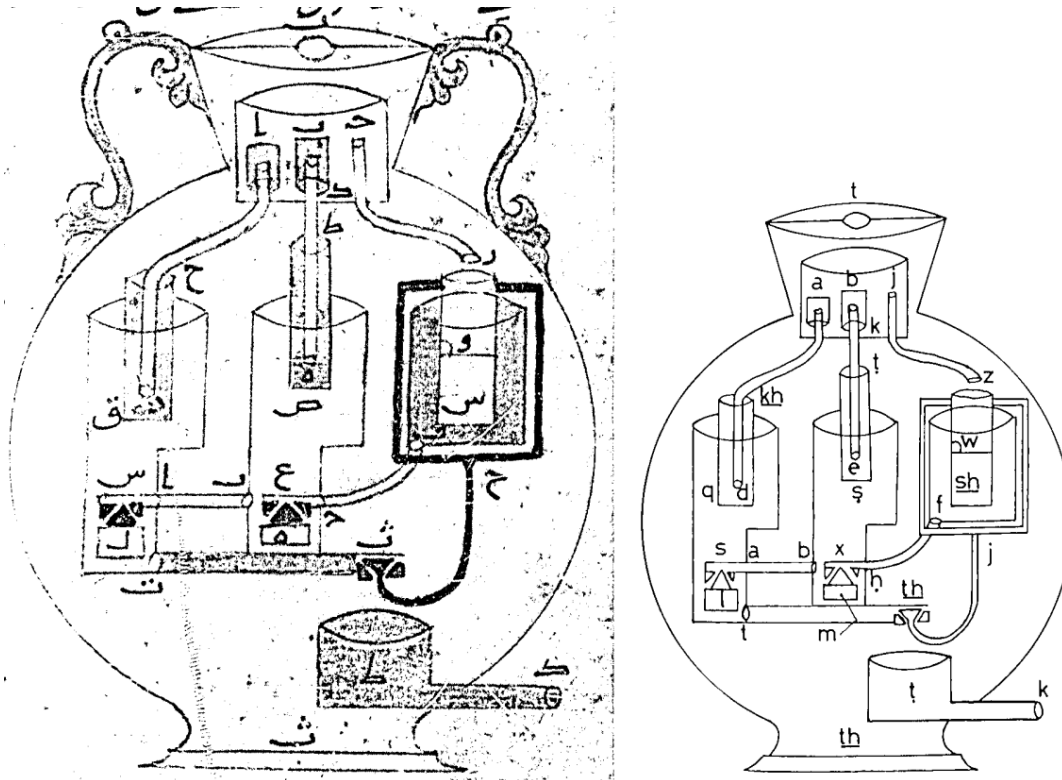 ا ب ج
ك
ط
خ
و
ه
ق
ص
س
س ا ع
ح
ل
ه
ث
ت
ط
ك
ث
t
a b j
k
ṭ
z
kh
w
e
sh
q d ṣ
f
s a b x
j
ḥ
th
l
t m
ṭ k
th